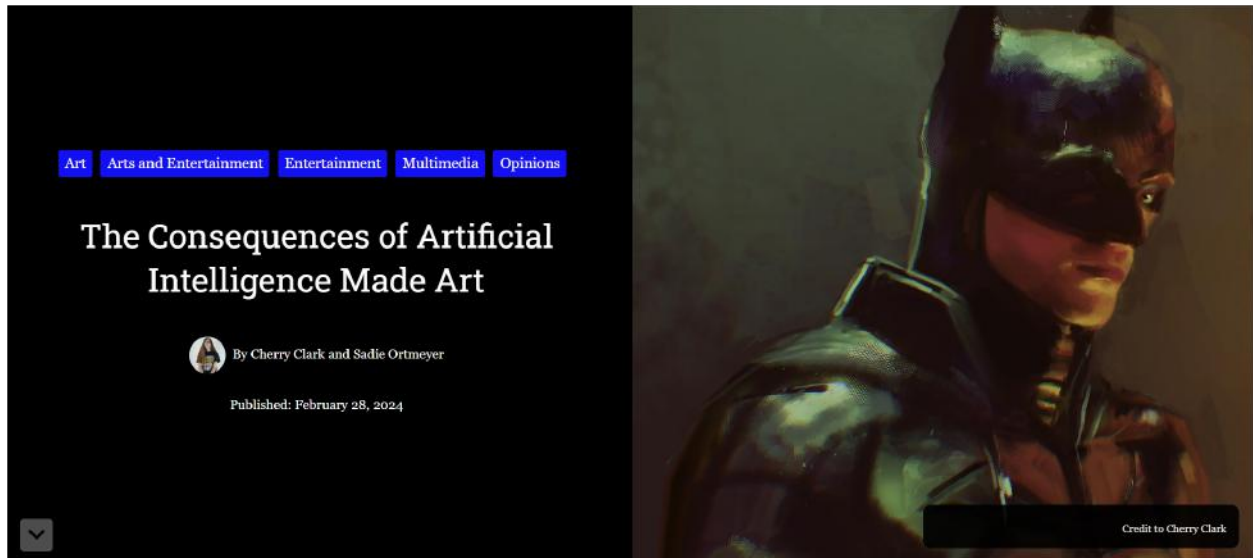 Art Arts and Entertainment Entertainment Multimedia Opinions
The Consequences of Artificial
Intelligence Made Art
By Cherry Clark and Sadie Ortmeyer
Published: February 28, 2024
Credit to Cherry Clark